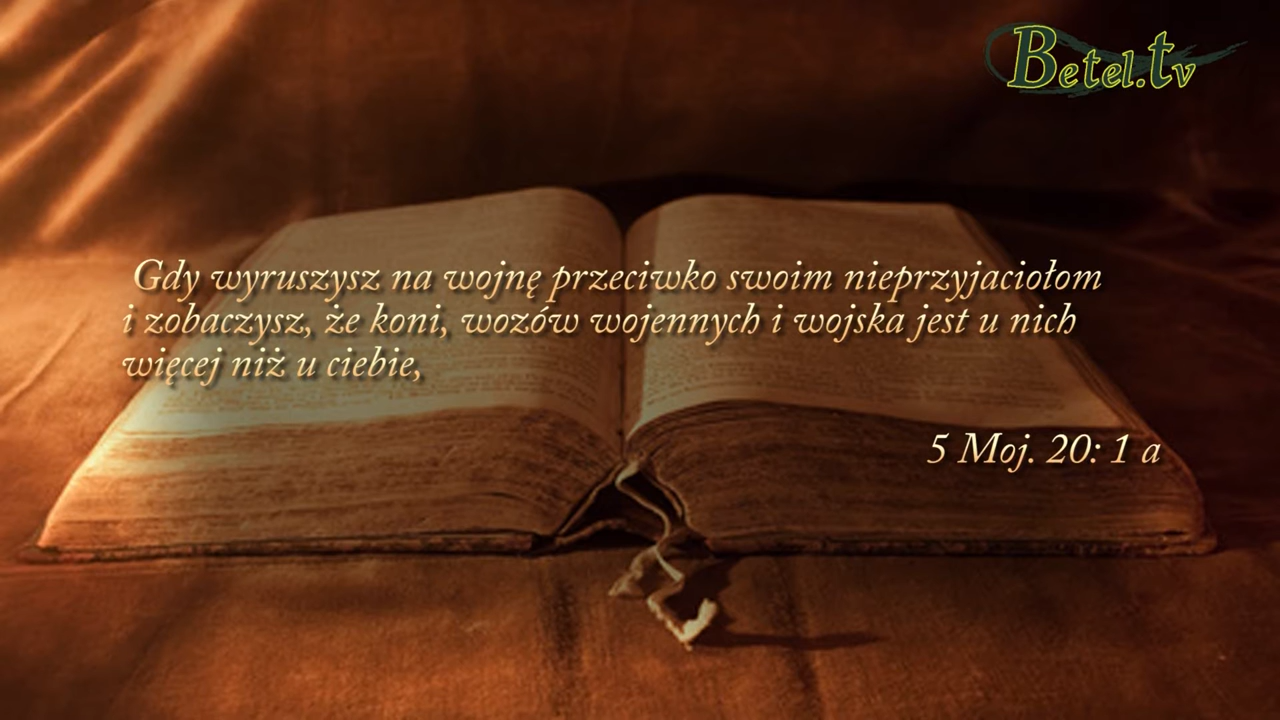 Betel.tv
Gdy wyruszysz na wojnę przeciwko swoim nieprzyjaciołom
i zobaczysz, że koni, wozów wojennych i wojska jest u nich
więcej niż u ciebie,
5 Moj. 20: 1 a